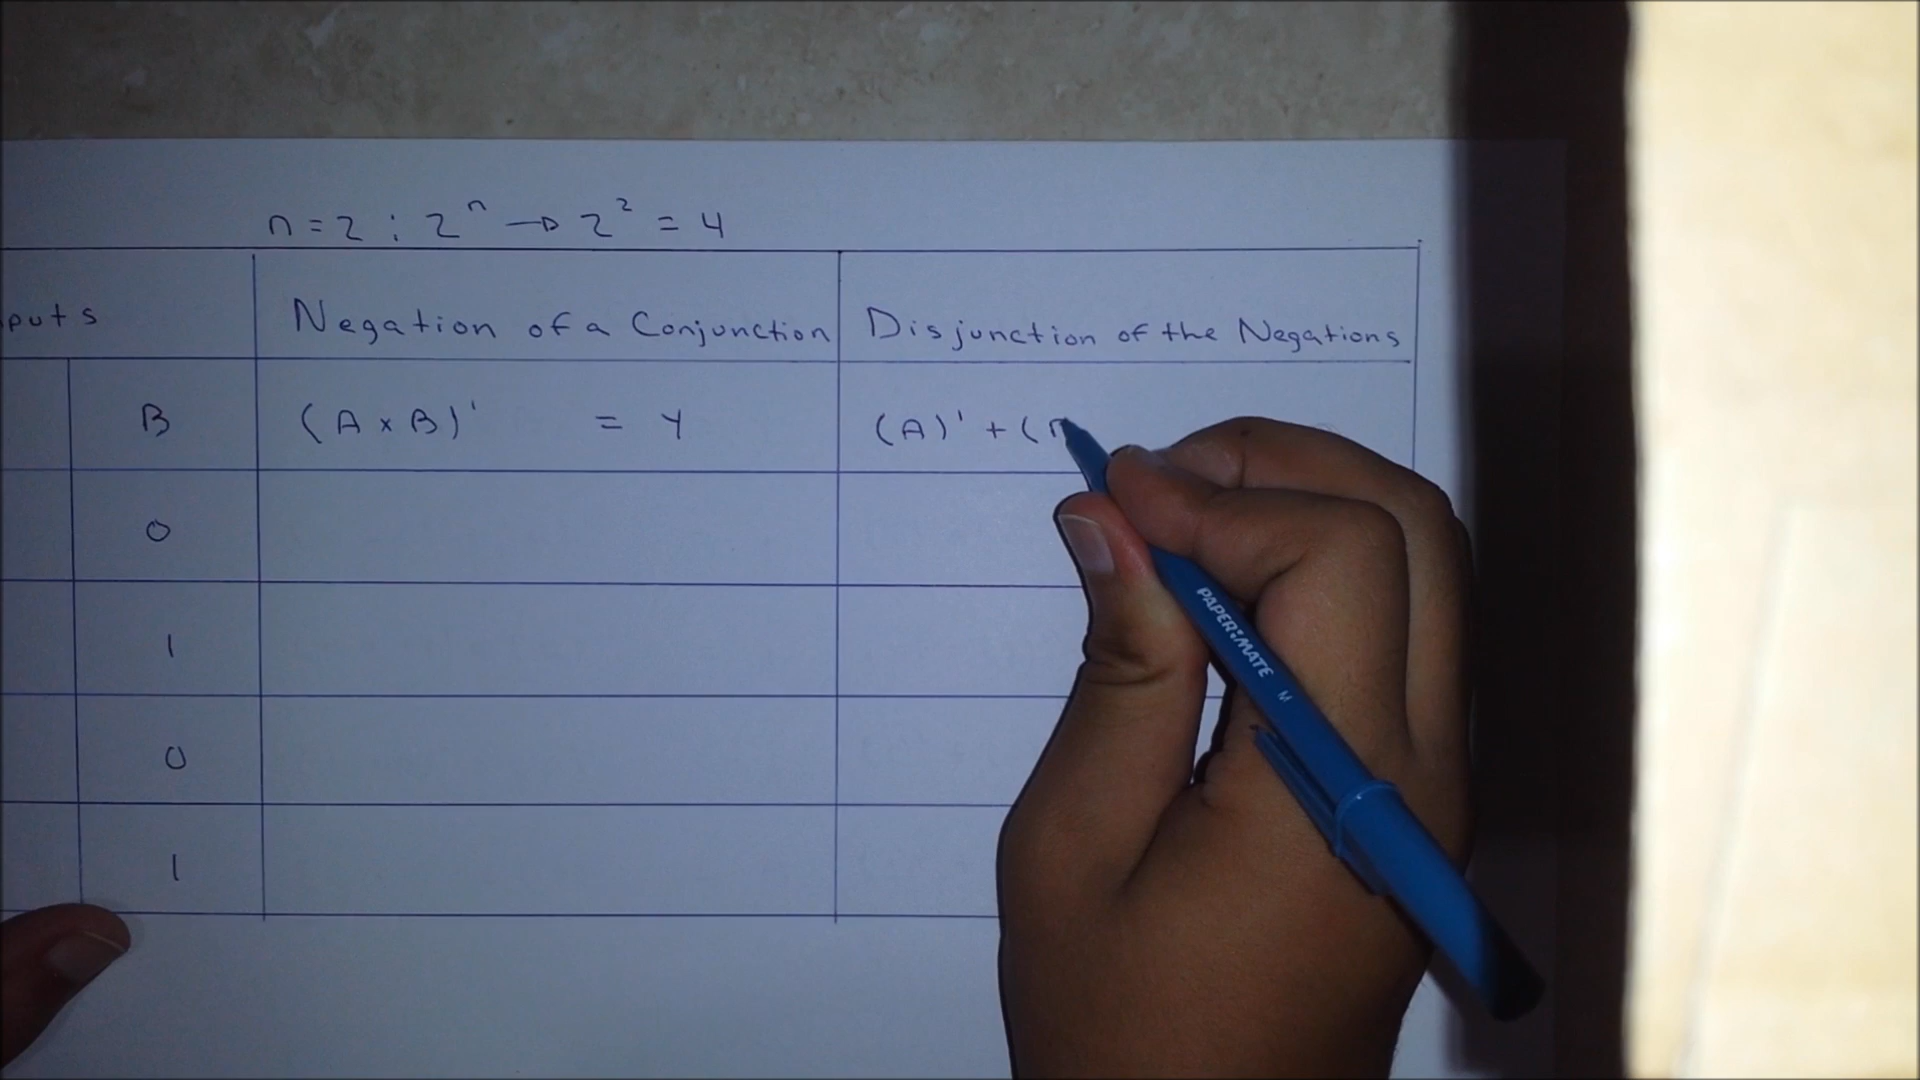 n = 2 : 2ⁿ → 2² = 4
puts Negation of a Conjunction Disjunction of the Negations
B (A × B)' = Y (A)' + (
0
1
0
1
PAPER:MATE M